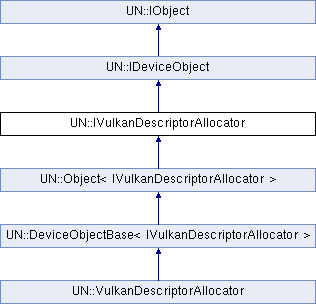 UN::IObject
UN::IDeviceObject
UN::IVulkanDescriptorAllocator
UN::Object< IVulkanDescriptorAllocator >
UN::DeviceObjectBase< IVulkanDescriptorAllocator >
UN::VulkanDescriptorAllocator